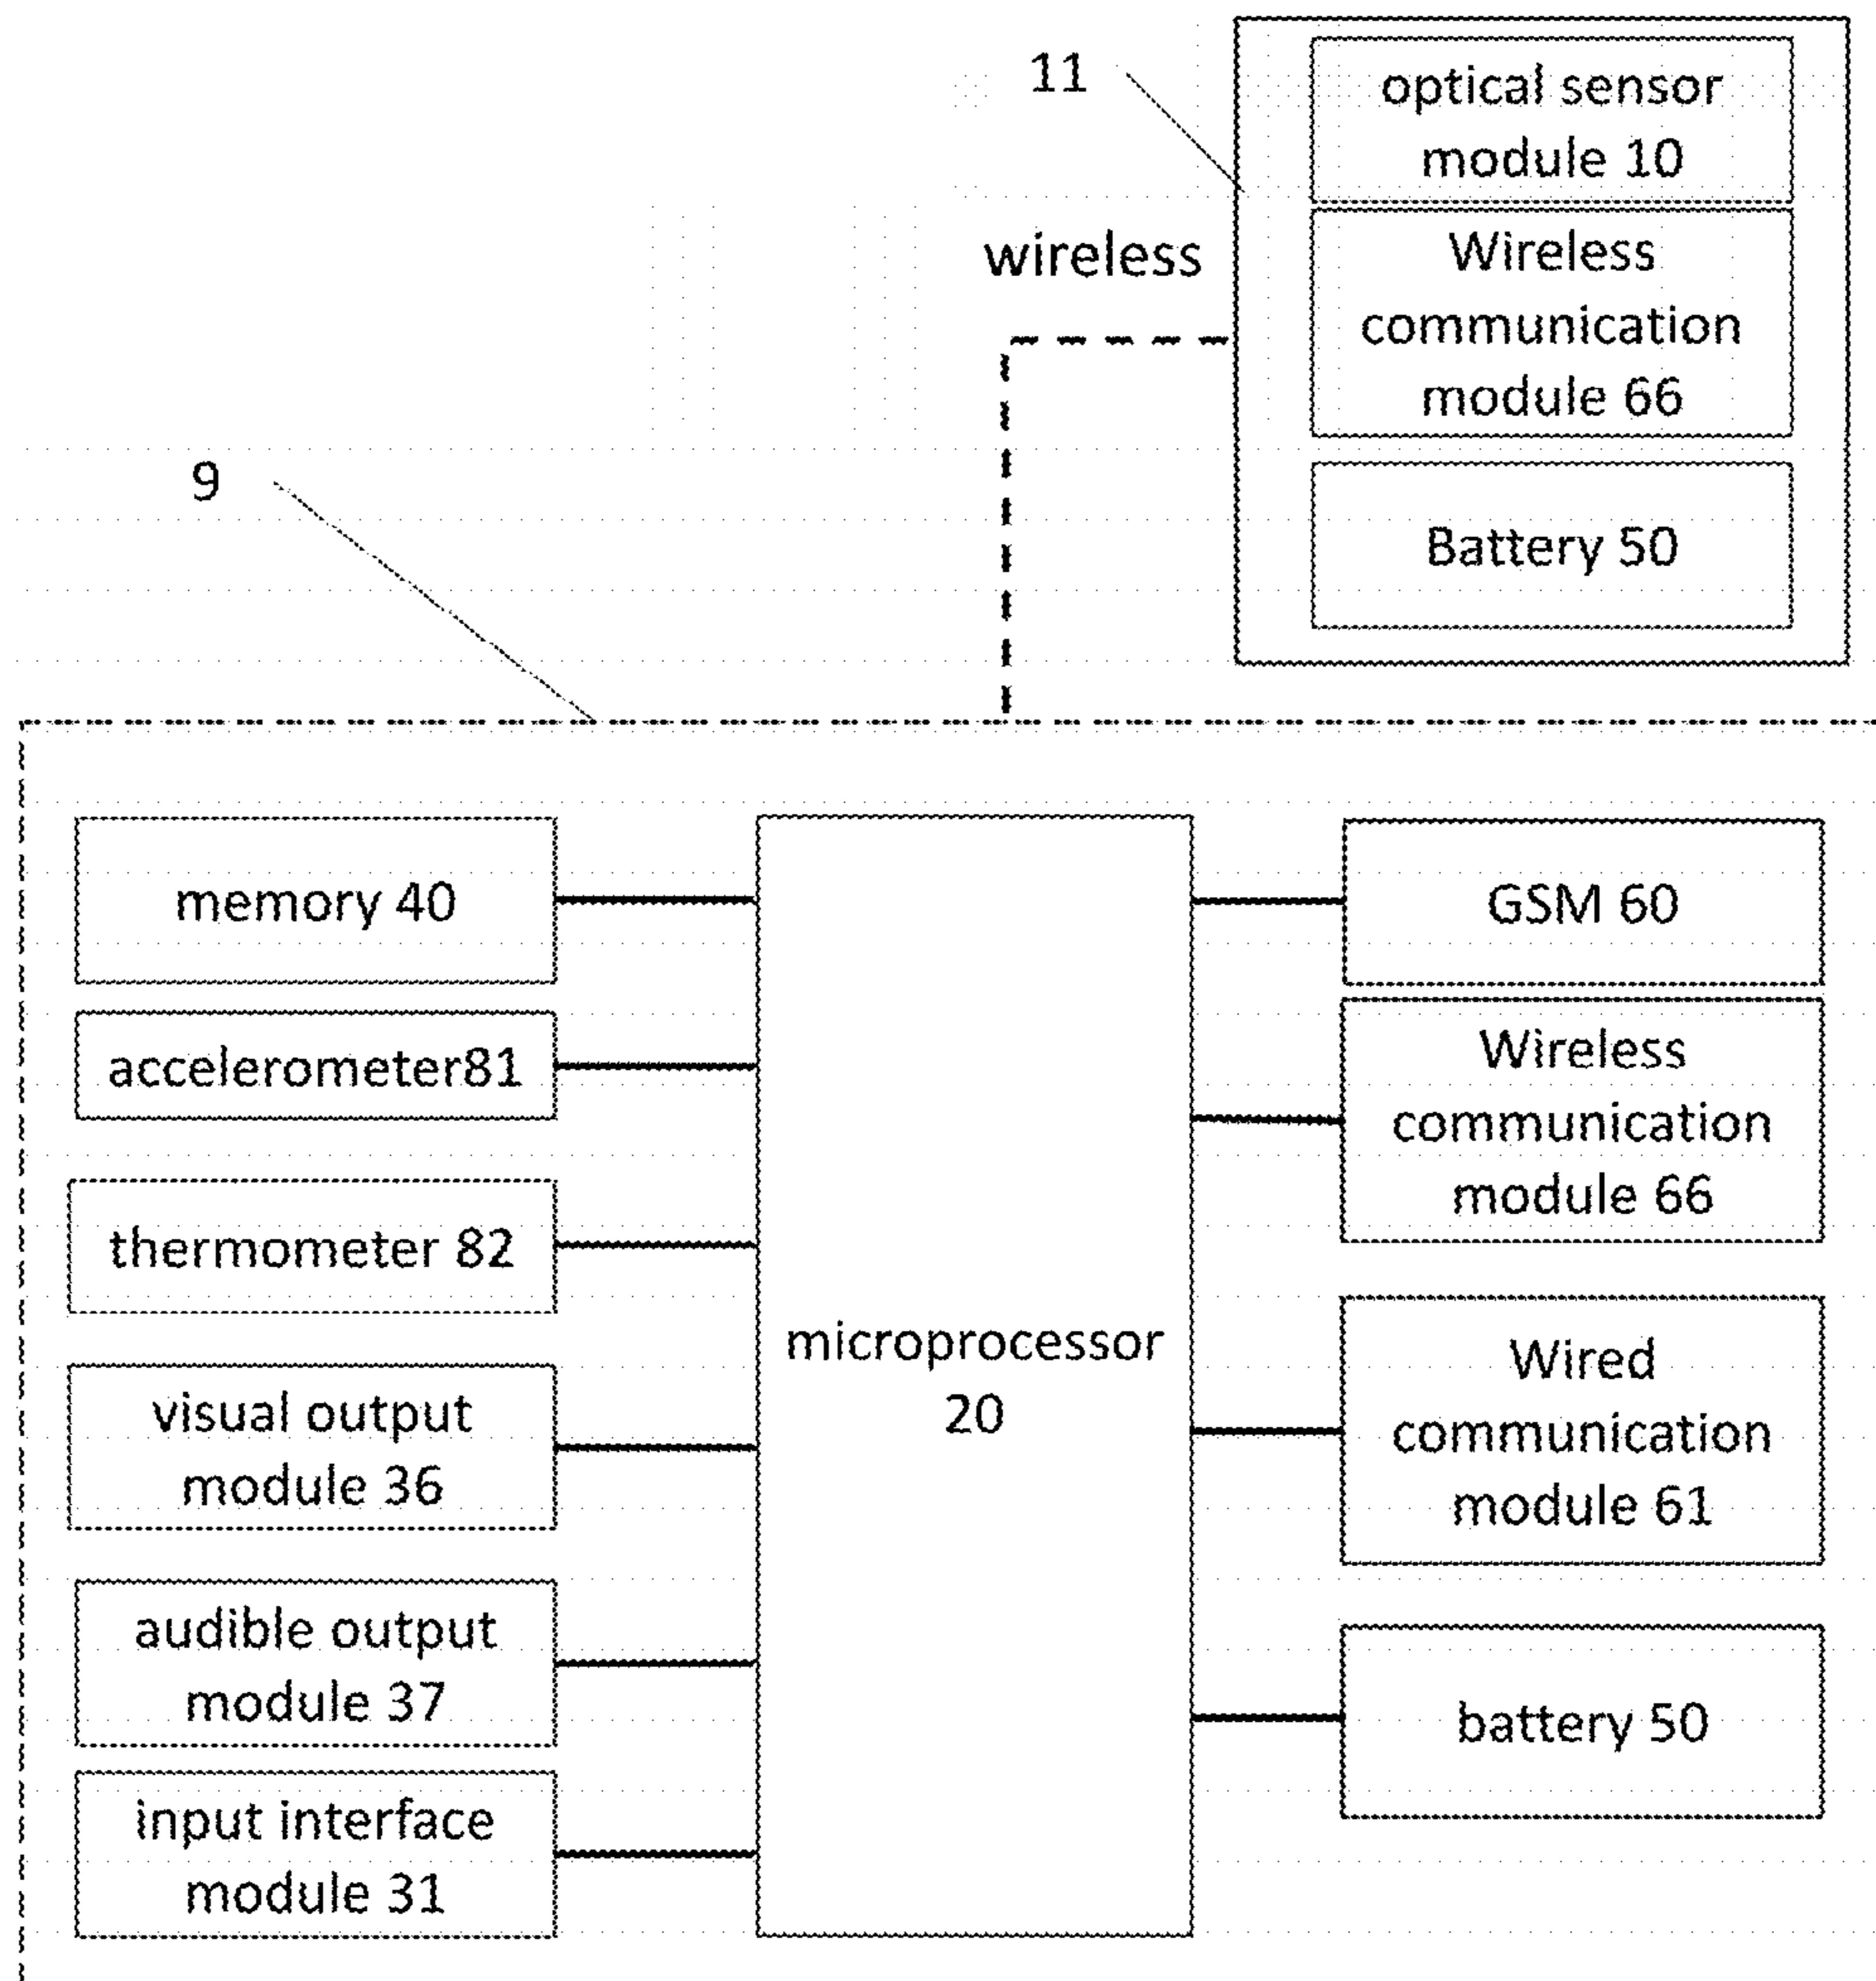 11
optical sensor
module 10
wireless
Wireless
communication
module 66
9
Battery 50
memory 40
accelerometer81
thermometer 82
visual output
module 36
audible output
module 37
input interface
module 31
microprocessor
20
GSM 60
Wireless
communication
module 66
Wired
communication
module 61
battery 50